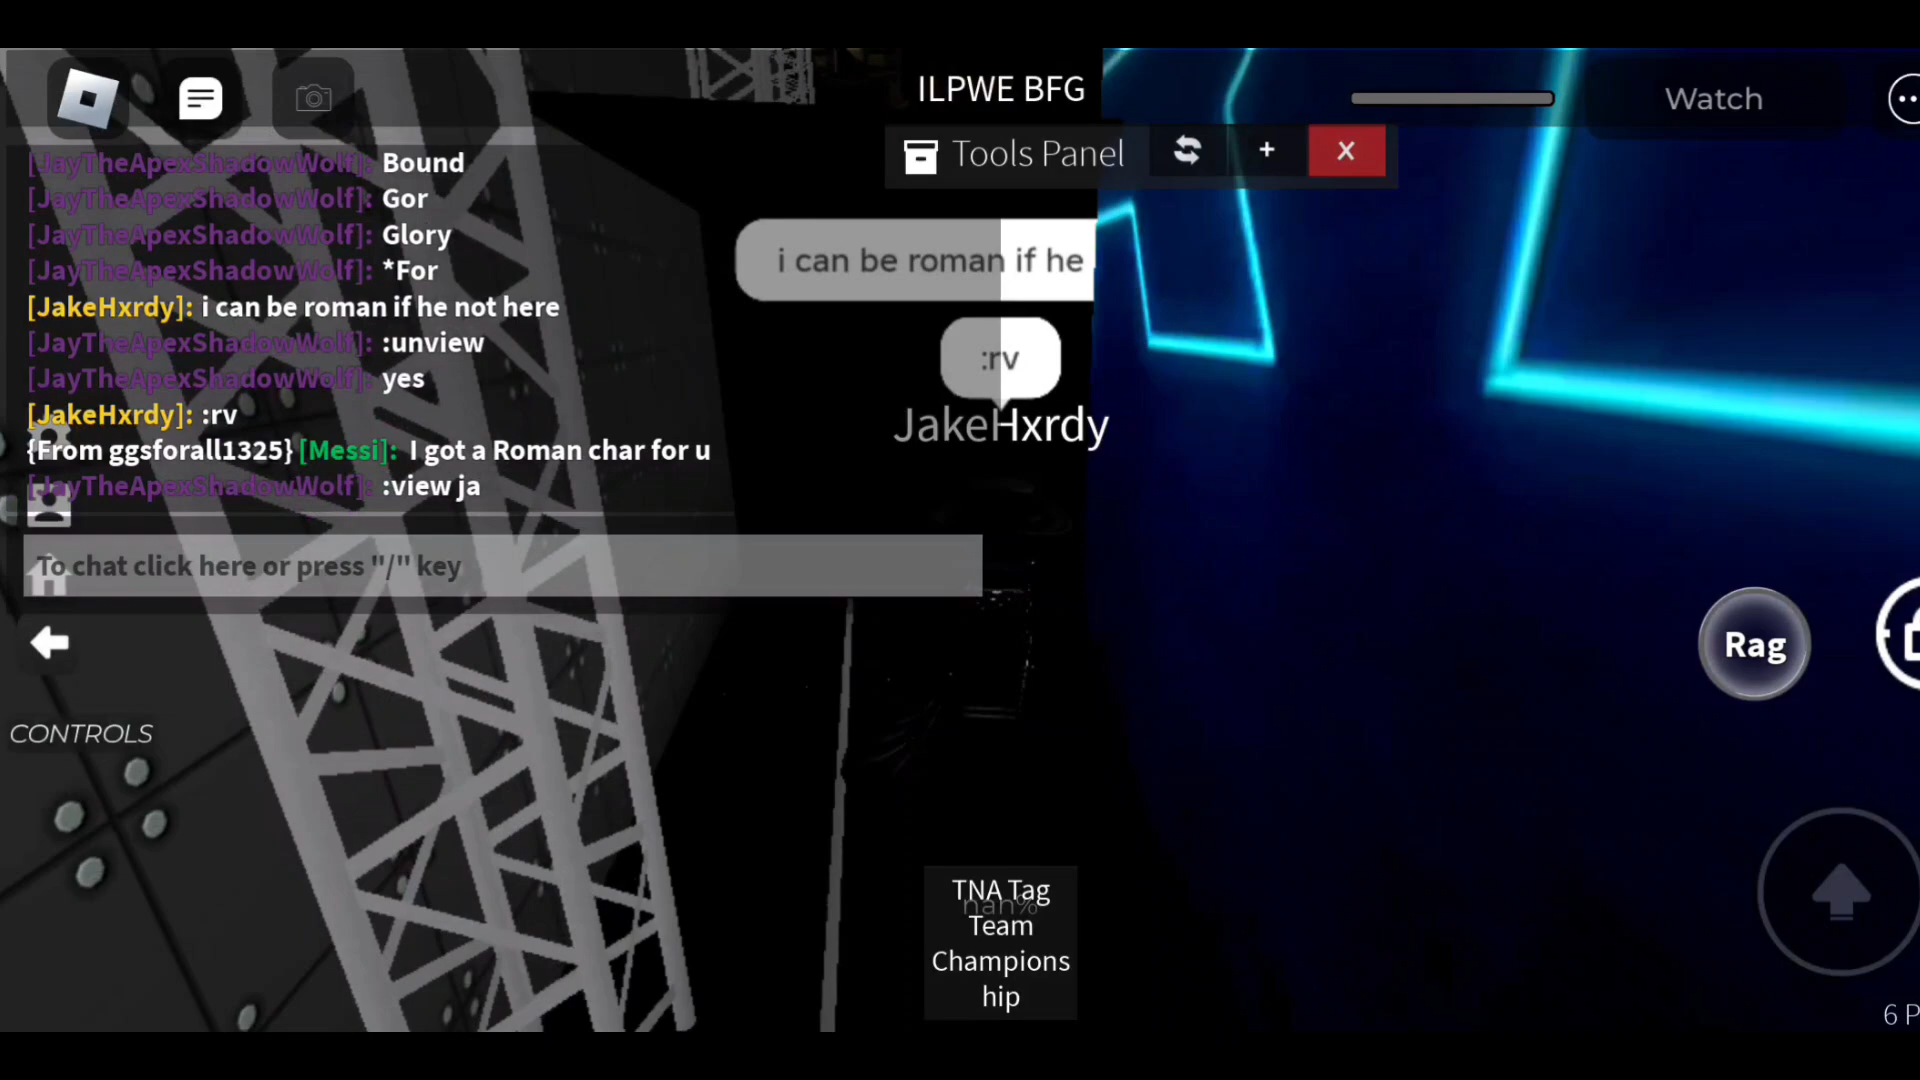 ILPWE BFG
Watch
Tools Panel + X
[JayTheApexShadowWolf]: Bound
[JayTheApexShadowWolf]: Gor
[JayTheApexShadowWolf]: Glory
[JayTheApexShadowWolf]: *For
[JakeHxrdy]: i can be roman if he not here
[JayTheApexShadowWolf]: :unview
[JayTheApexShadowWolf]: yes
[JakeHxrdy]: :rv
{From ggsforall1325} [Messi]: I got a Roman char for u
[JayTheApexShadowWolf]: :view ja
To chat click here or press "/" key
i can be roman if he
:rv
JakeHxrdy
CONTROLS
Rag
TNA Tag
nan%
Team
Champions
hip
6 P